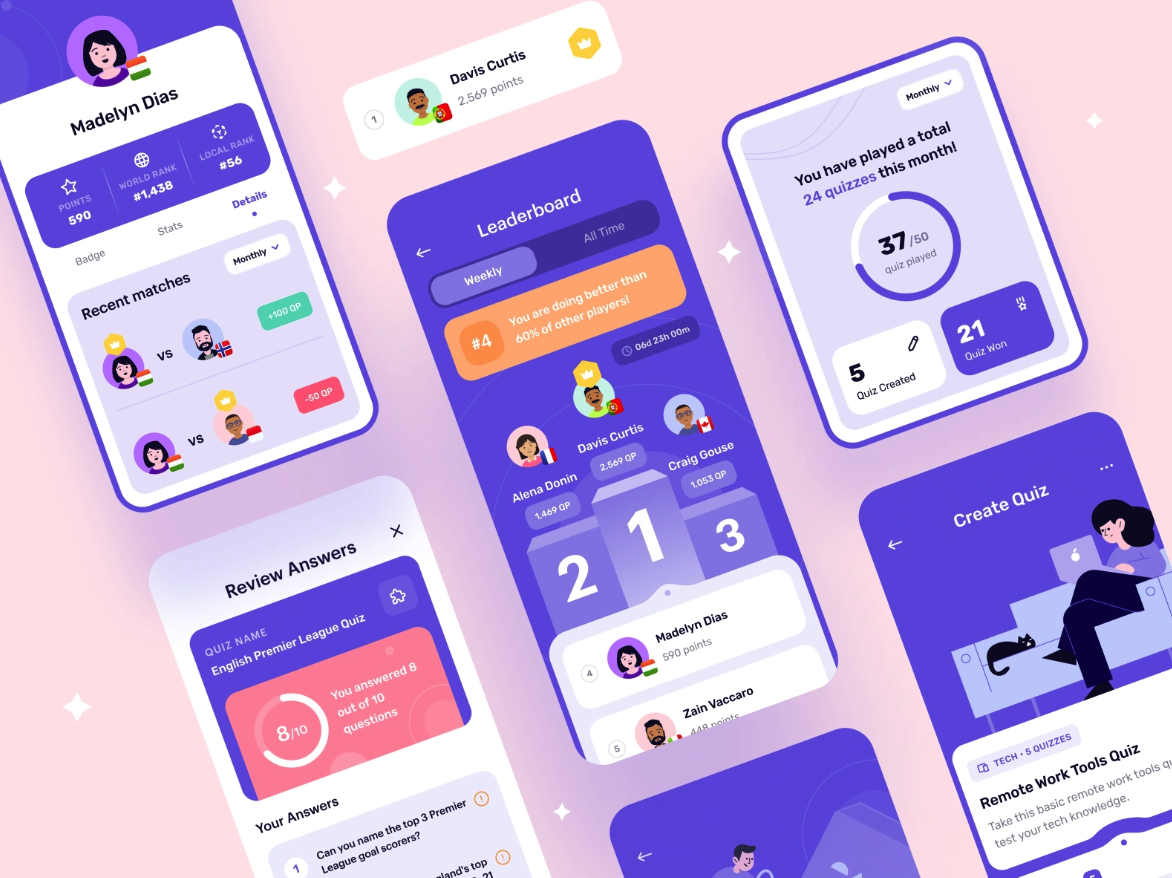 Madelyn Dias
POINTS
590
WORLD RANK
#1,438
LOCAL RANK
#56
Badge
Stats
Details
Recent matches
Monthly
VS
+100 QP
VS
-50 QP
1
Davis Curtis
2.569 points
Leaderboard
Weekly
All Time
#4
You are doing better than
60% of other players!
06d 23h 00m
Davis Curtis
2.569 QP
Alena Donin
1.469 QP
Craig Gouse
1.053 QP
2
1
3
4
Madelyn Dias
590 points
5
Zain Vaccaro
448 points
Monthly
You have played a total
24 quizzes this month!
37/50
quiz played
5
Quiz Created
21
Quiz Won
Review Answers
QUIZ NAME
English Premier League Quiz
8/10
You answered 8
out of 10
questions
Your Answers
1
Can you name the top 3 Premier
League goal scorers?
top
21
Create Quiz
TECH • 5 QUIZZES
Remote Work Tools Quiz
Take this basic remote work tools
test your tech knowledge.